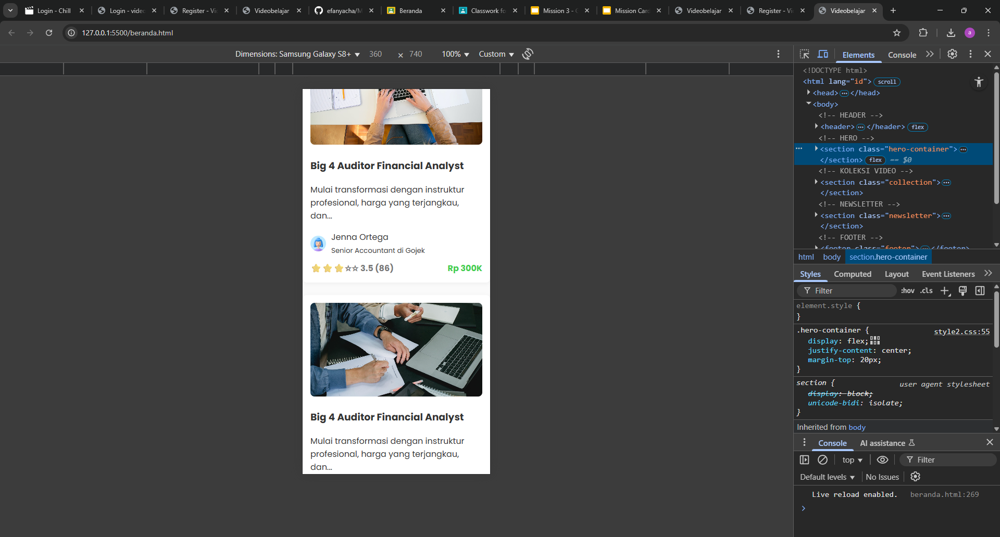 Login - Chill
Login - videc
Register - Vi
Videobelajar
efanyacha/M
Beranda
Classwork fo
Mission 3 - C
Mission Card
Videobelajar
Register - Vi
Videobelajar
127.0.0.1:5500/beranda.html
a
Dimensions: Samsung Galaxy S8+ ▼ 360 × 740 100% ▼ Custom ▼
Elements
Console
<!DOCTYPE html>
<html lang="id"> scroll
<head> ⋯ </head>
<body>
<!-- HEADER -->
<header> ⋯ </header> flex
<!-- HERO -->
<section class="hero-container"> ⋯
</section> flex == $0
<!-- KOLEKSI VIDEO -->
<section class="collection"> ⋯
</section>
<!-- NEWSLETTER -->
<section class="newsletter"> ⋯
</section>
<!-- FOOTER -->
<footer class="footer"> ⋯ </footer>
html body section.hero-container
Styles Computed Layout Event Listeners
Filter :hov .cls
element.style {
}
.hero-container { style2.css:55
display: flex;
justify-content: center;
margin-top: 20px;
}
section { user agent stylesheet
display: block;
unicode-bidi: isolate;
}
Inherited from body
Console AI assistance
top ▼ Filter
Default levels ▼ No Issues
Live reload enabled. beranda.html:269
Big 4 Auditor Financial Analyst
Mulai transformasi dengan instruktur
profesional, harga yang terjangkau,
dan...
Jenna Ortega
Senior Accountant di Gojek
3.5 (86) Rp 300K
Big 4 Auditor Financial Analyst
Mulai transformasi dengan instruktur
profesional, harga yang terjangkau,
dan...